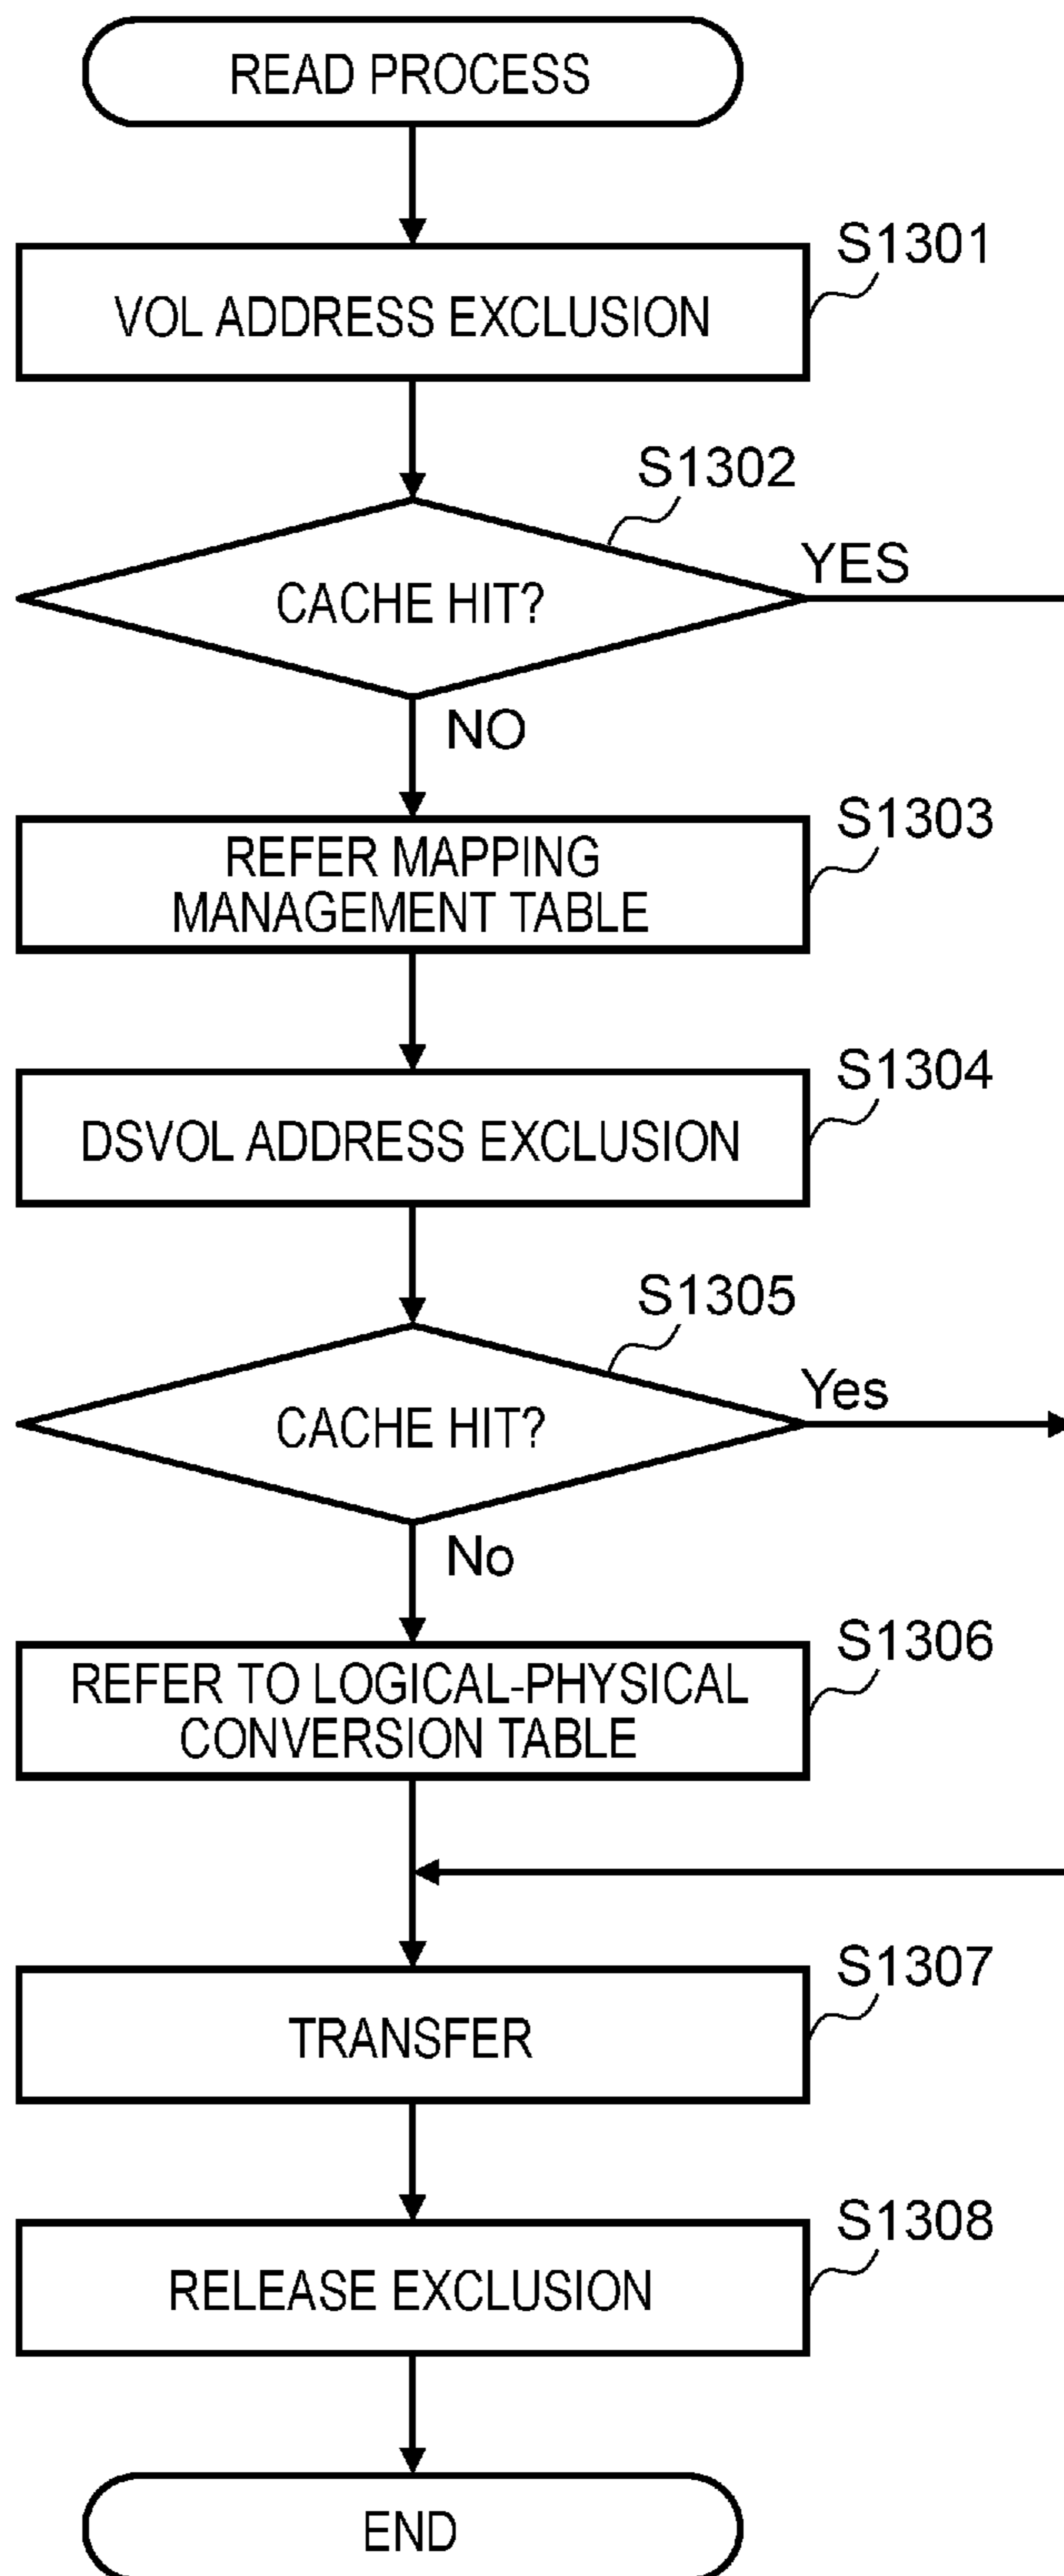 READ PROCESS
S1301
VOL ADDRESS EXCLUSION
S1302
CACHE HIT?
YES
NO
S1303
REFER MAPPING
MANAGEMENT TABLE
S1304
DSVOL ADDRESS EXCLUSION
S1305
CACHE HIT?
Yes
No
S1306
REFER TO LOGICAL-PHYSICAL
CONVERSION TABLE
S1307
TRANSFER
S1308
RELEASE EXCLUSION
END